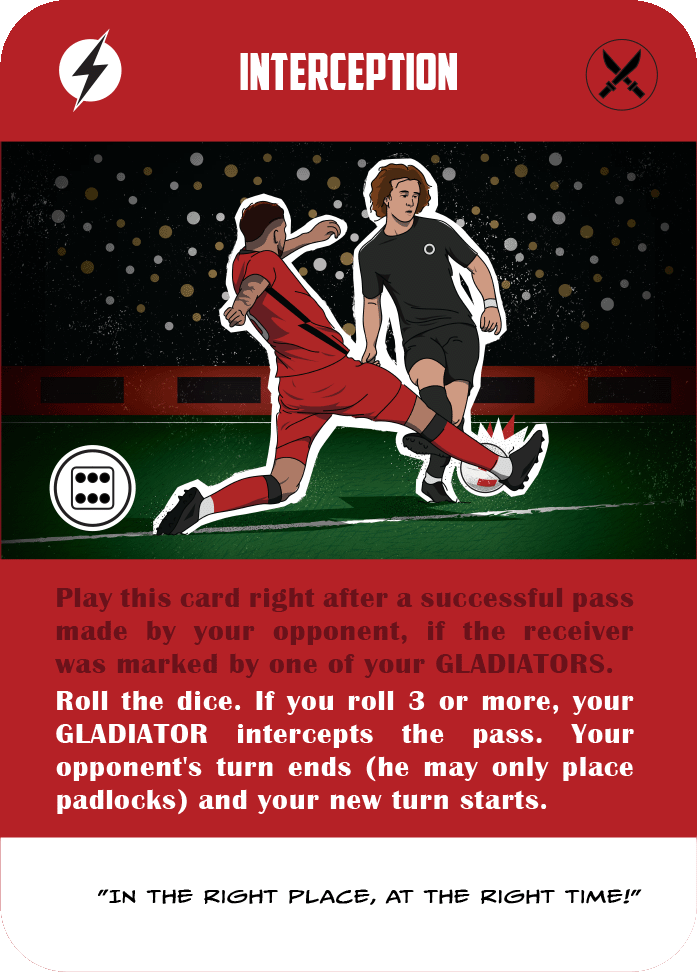 INTERCEPTION
Play this card right after a successful pass
made by your opponent, if the receiver
was marked by one of your GLADIATORS.
Roll the dice. If you roll 3 or more, your
GLADIATOR intercepts the pass. Your
opponent's turn ends (he may only place
padlocks) and your new turn starts.
"IN THE RIGHT PLACE, AT THE RIGHT TIME!"